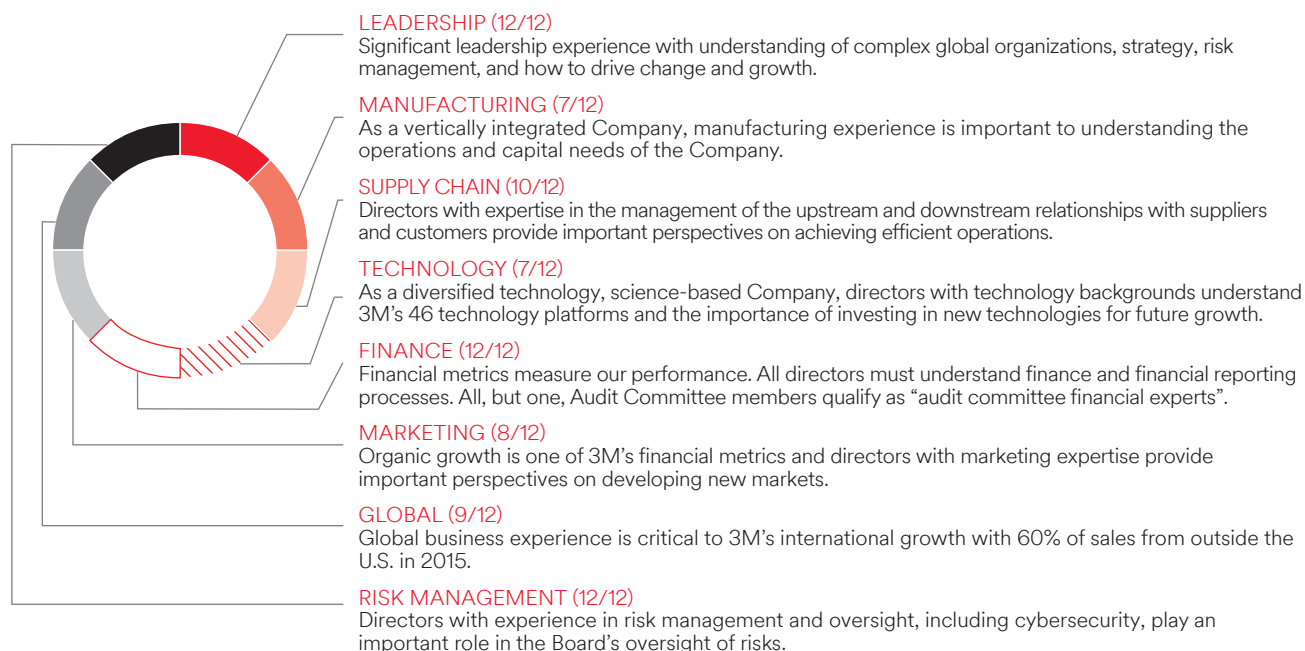 LEADERSHIP (12/12)
Significant leadership experience with understanding of complex global organizations, strategy, risk
management, and how to drive change and growth.
MANUFACTURING (7/12)
As a vertically integrated Company, manufacturing experience is important to understanding the
operations and capital needs of the Company.
SUPPLY CHAIN (10/12)
Directors with expertise in the management of the upstream and downstream relationships with suppliers
and customers provide important perspectives on achieving efficient operations.
TECHNOLOGY (7/12)
As a diversified technology, science-based Company, directors with technology backgrounds understand
3M's 46 technology platforms and the importance of investing in new technologies for future growth.
FINANCE (12/12)
Financial metrics measure our performance. All directors must understand finance and financial reporting
processes. All, but one, Audit Committee members qualify as “audit committee financial experts”.
MARKETING (8/12)
Organic growth is one of 3M's financial metrics and directors with marketing expertise provide
important perspectives on developing new markets.
GLOBAL (9/12)
Global business experience is critical to 3M's international growth with 60% of sales from outside the
U.S. in 2015.
RISK MANAGEMENT (12/12)
Directors with experience in risk management and oversight, including cybersecurity, play an
important role in the Board's oversight of risks.